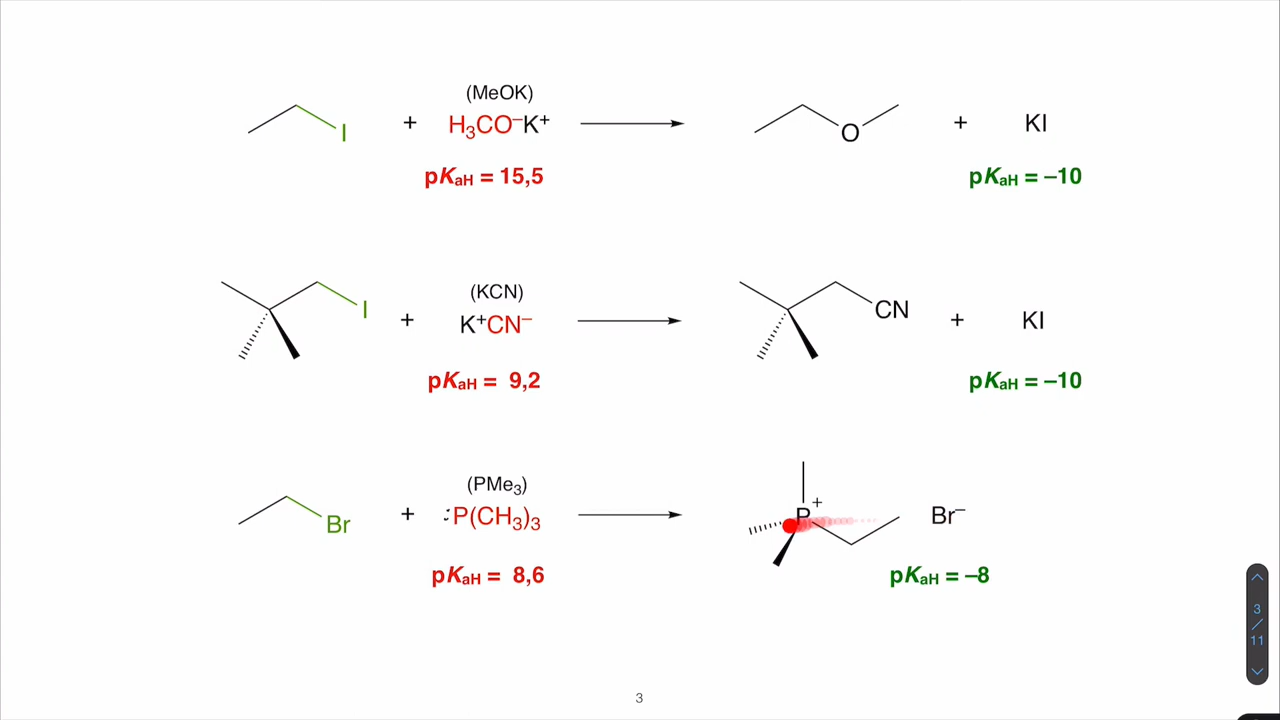 (MeOK)
I + H₃CO⁻K⁺ O + KI
pKaH = 15,5 pKaH = –10
(KCN)
I + K⁺CN⁻ CN + KI
pKaH = 9,2 pKaH = –10
(PMe₃)
Br + :P(CH₃)₃ P⁺ Br⁻
pKaH = 8,6 pKaH = –8
3
/
11
3